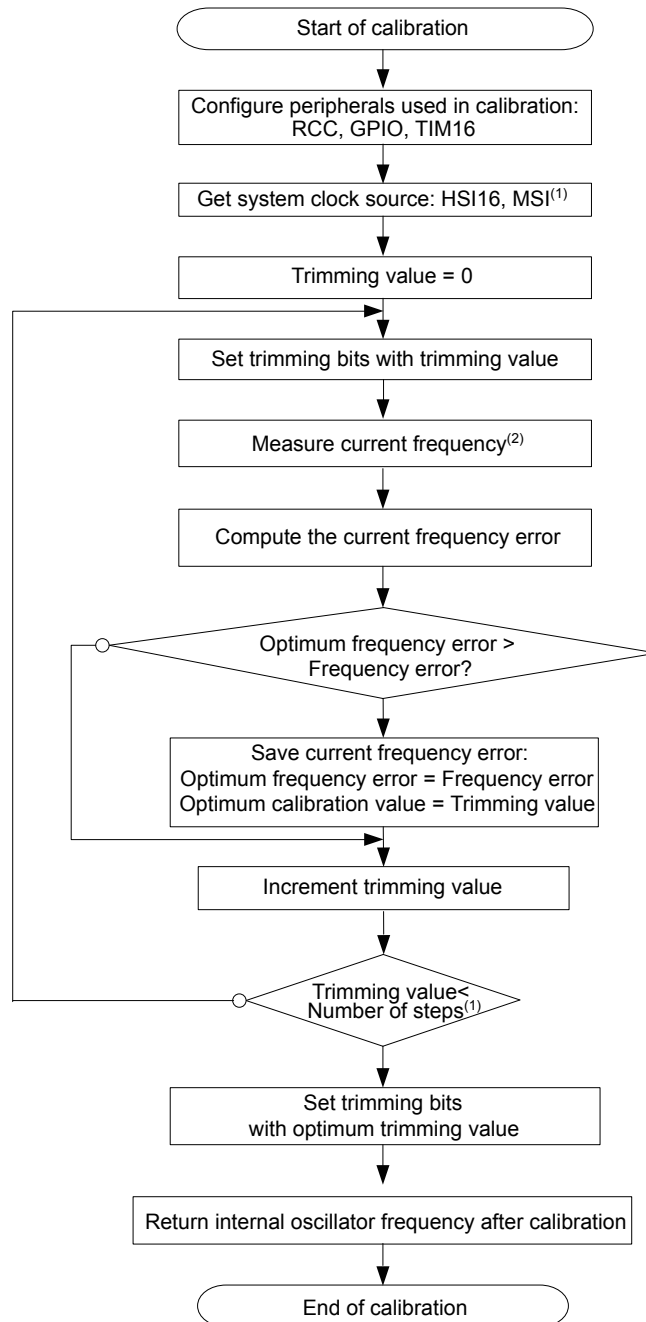 Start of calibration
Configure peripherals used in calibration:
RCC, GPIO, TIM16
Get system clock source: HSI16, MSI(1)
Trimming value = 0
Set trimming bits with trimming value
Measure current frequency(2)
Compute the current frequency error
Optimum frequency error >
Frequency error?
Save current frequency error:
Optimum frequency error = Frequency error
Optimum calibration value = Trimming value
Increment trimming value
Trimming value<
Number of steps(1)
Set trimming bits
with optimum trimming value
Return internal oscillator frequency after calibration
End of calibration